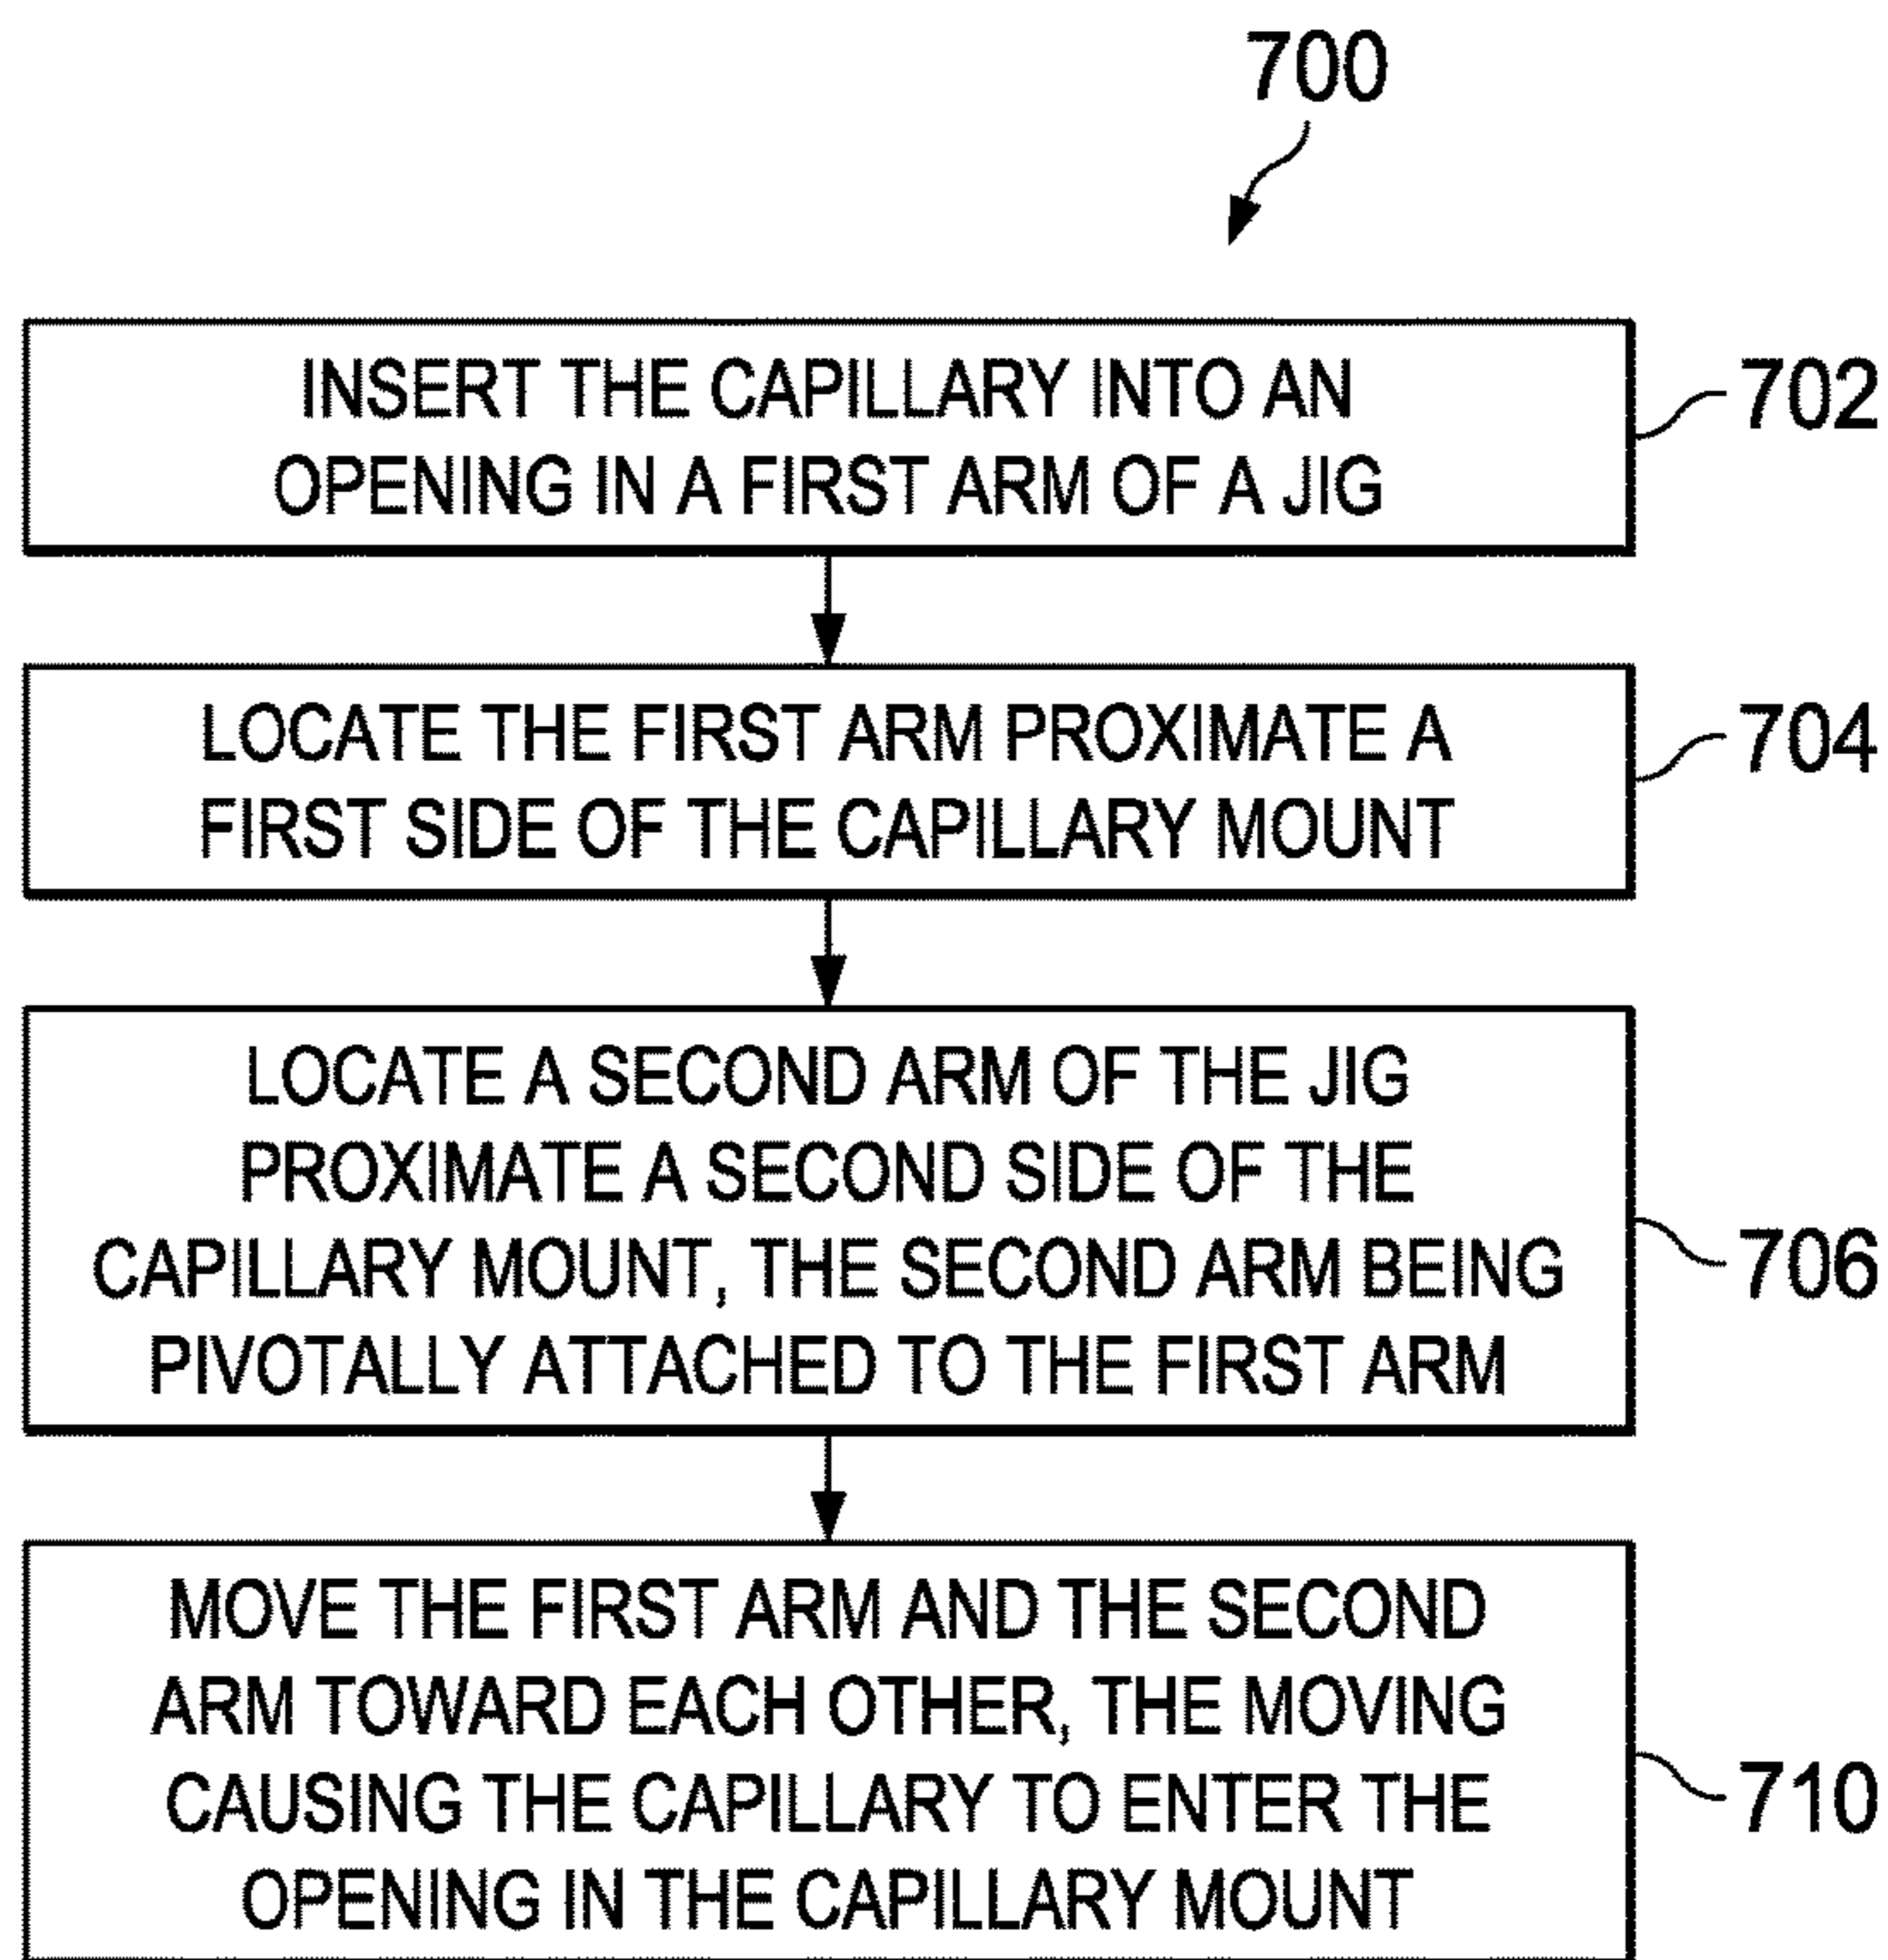 700
INSERT THE CAPILLARY INTO AN
OPENING IN A FIRST ARM OF A JIG
702
LOCATE THE FIRST ARM PROXIMATE A
FIRST SIDE OF THE CAPILLARY MOUNT
704
LOCATE A SECOND ARM OF THE JIG
PROXIMATE A SECOND SIDE OF THE
CAPILLARY MOUNT, THE SECOND ARM BEING
PIVOTALLY ATTACHED TO THE FIRST ARM
706
MOVE THE FIRST ARM AND THE SECOND
ARM TOWARD EACH OTHER, THE MOVING
CAUSING THE CAPILLARY TO ENTER THE
OPENING IN THE CAPILLARY MOUNT
710